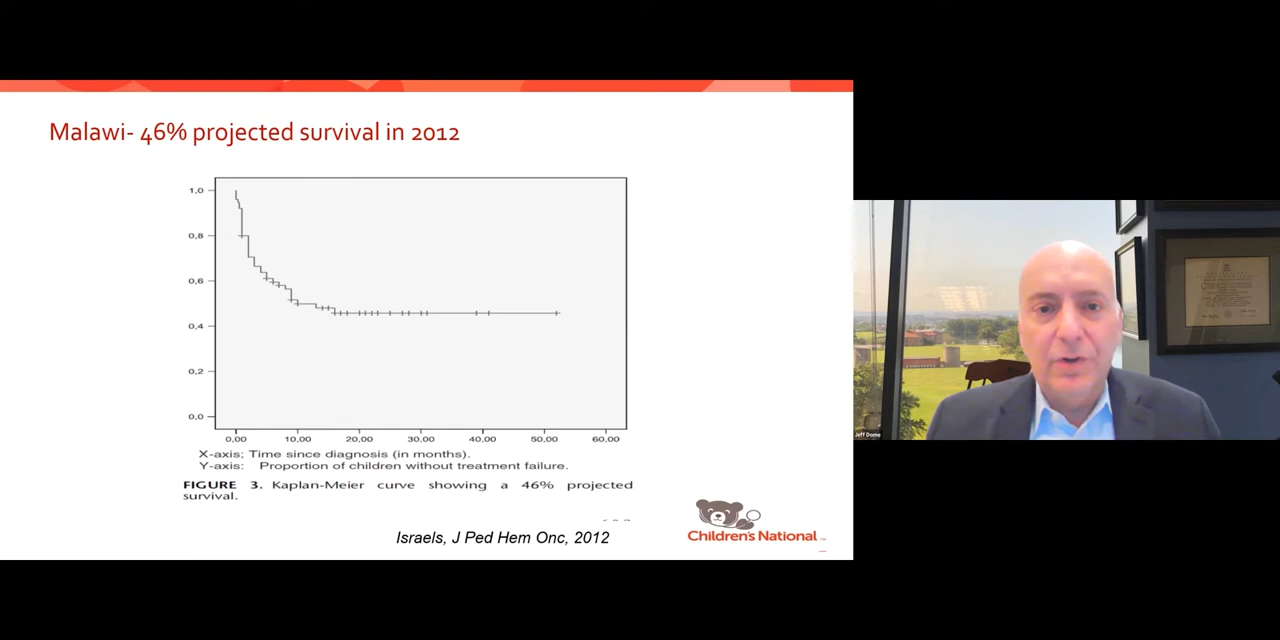 Malawi- 46% projected survival in 2012
1,0
0,8
0,6
0,4
0,2
0,0
0,00 10,00 20,00 30,00 40,00 50,00 60,00
X-axis; Time since diagnosis (in months).
Y-axis: Proportion of children without treatment failure.
FIGURE 3. Kaplan-Meier curve showing a 46% projected
survival.
Israels, J Ped Hem Onc, 2012
Children's National
Jeff Dome